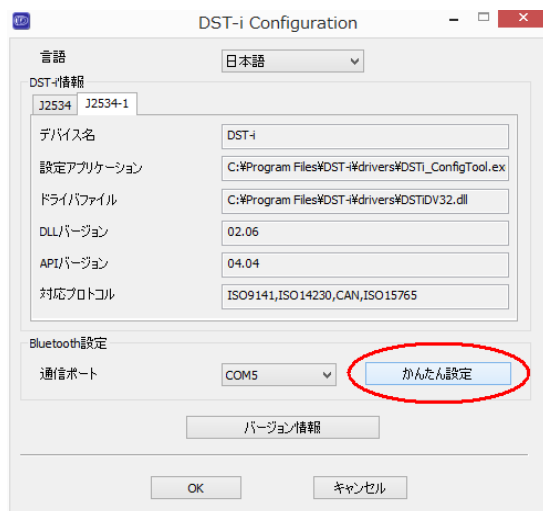 DST-i Configuration
言語
日本語
DST-i情報
J2534 J2534-1
デバイス名 DST-i
設定アプリケーション C:¥Program Files¥DST-i¥drivers¥DSTi_ConfigTool.ex
ドライバファイル C:¥Program Files¥DST-i¥drivers¥DSTiDV32.dll
DLLバージョン 02.06
APIバージョン 04.04
対応プロトコル ISO9141,ISO14230,CAN,ISO15765
Bluetooth設定
通信ポート COM5 かんたん設定
バージョン情報
OK キャンセル